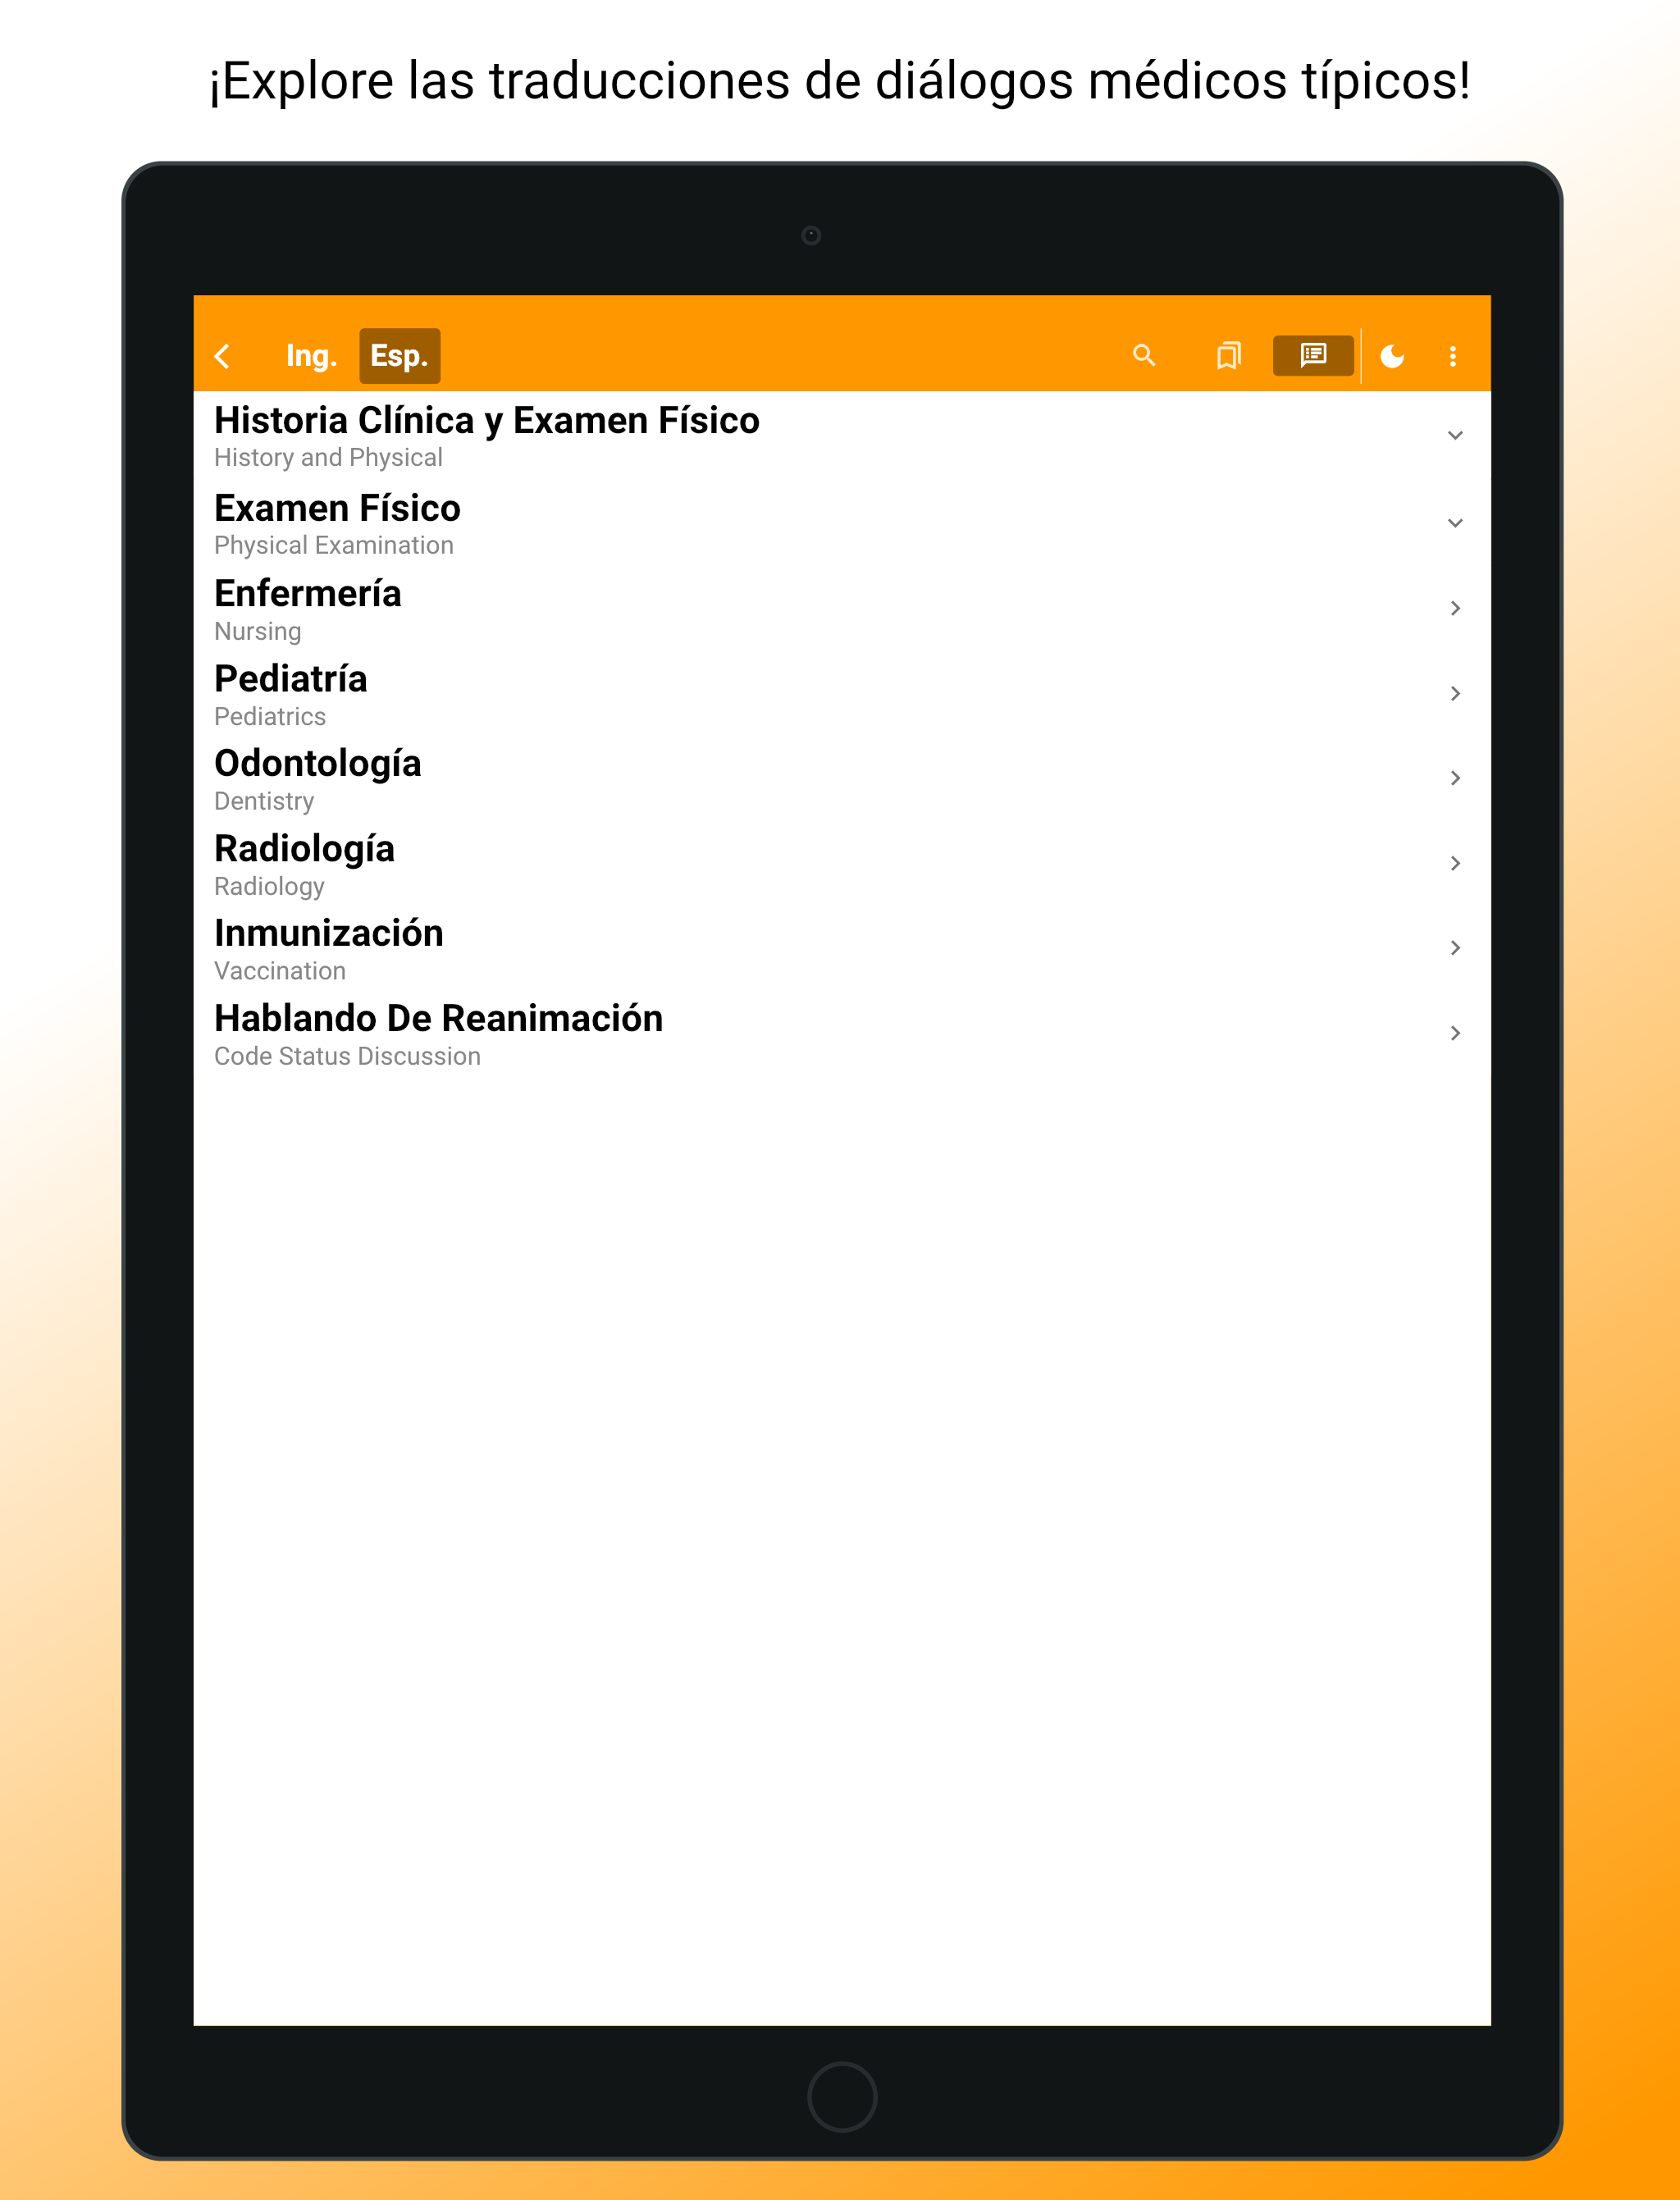 ¡Explore las traducciones de diálogos médicos típicos!
Ing. Esp.
Historia Clínica y Examen Físico
History and Physical
Examen Físico
Physical Examination
Enfermería
Nursing
Pediatría
Pediatrics
Odontología
Dentistry
Radiología
Radiology
Inmunización
Vaccination
Hablando De Reanimación
Code Status Discussion